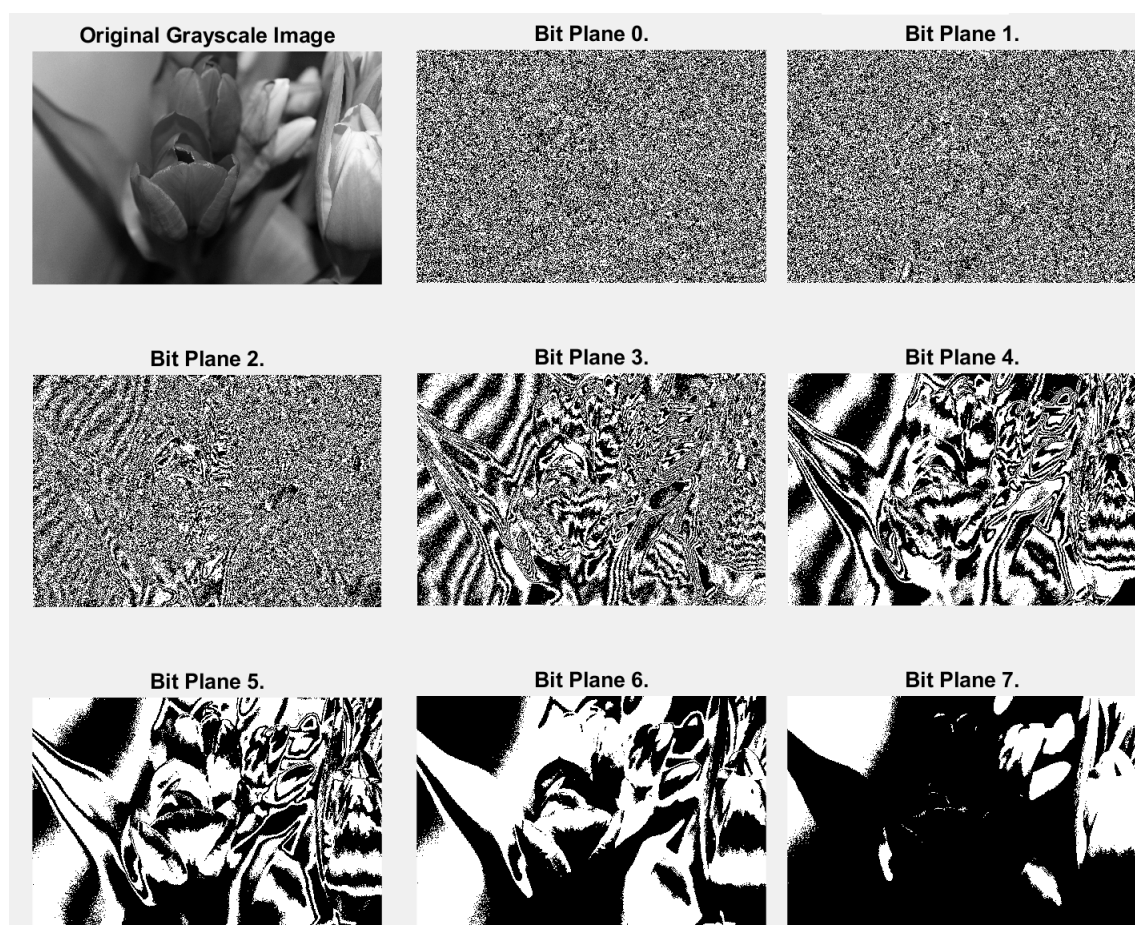 Original Grayscale Image
Bit Plane 0.
Bit Plane 1.
Bit Plane 2.
Bit Plane 3.
Bit Plane 4.
Bit Plane 5.
Bit Plane 6.
Bit Plane 7.